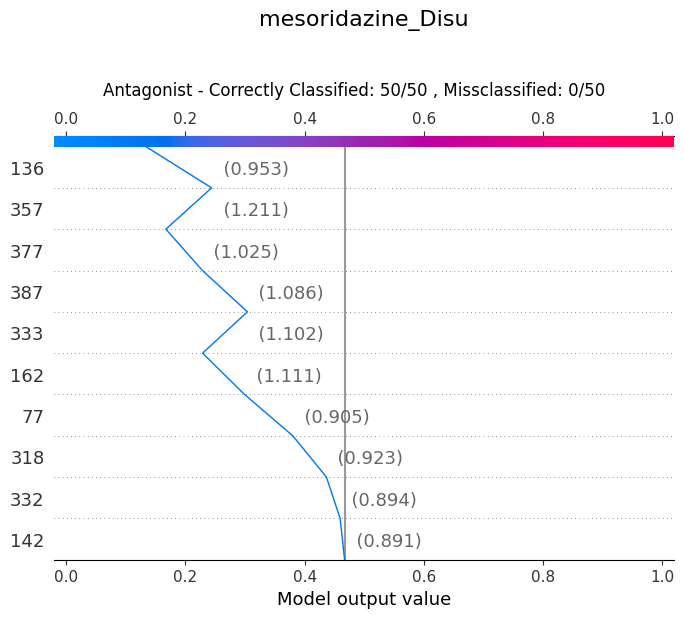 mesoridazine_Disu
Antagonist - Correctly Classified: 50/50 , Missclassified: 0/50
0.0 0.2 0.4 0.6 0.8 1.0
136 (0.953)
357 (1.211)
377 (1.025)
387 (1.086)
333 (1.102)
162 (1.111)
77 (0.905)
318 (0.923)
332 (0.894)
142 (0.891)
0.0 0.2 0.4 0.6 0.8 1.0
Model output value